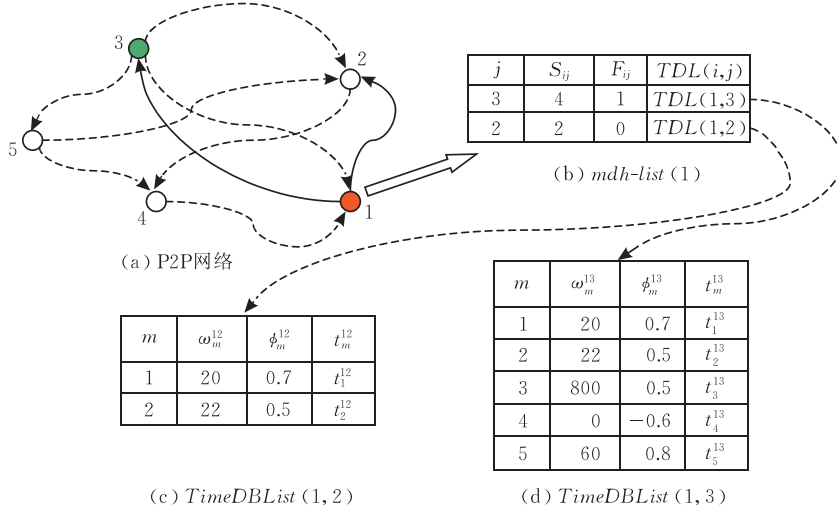 3
2
5
4
1
(a) P2P网络
j S_{ij} F_{ij} TDL(i,j)
3 4 1 TDL(1,3)
2 2 0 TDL(1,2)
(b) mdh-list(1)
m ω_m^{12} ϕ_m^{12} t_m^{12}
1 20 0.7 t_1^{12}
2 22 0.5 t_2^{12}
(c) TimeDBList(1,2)
m ω_m^{13} ϕ_m^{13} t_m^{13}
1 20 0.7 t_1^{13}
2 22 0.5 t_2^{13}
3 800 0.5 t_3^{13}
4 0 −0.6 t_4^{13}
5 60 0.8 t_5^{13}
(d) TimeDBList(1,3)